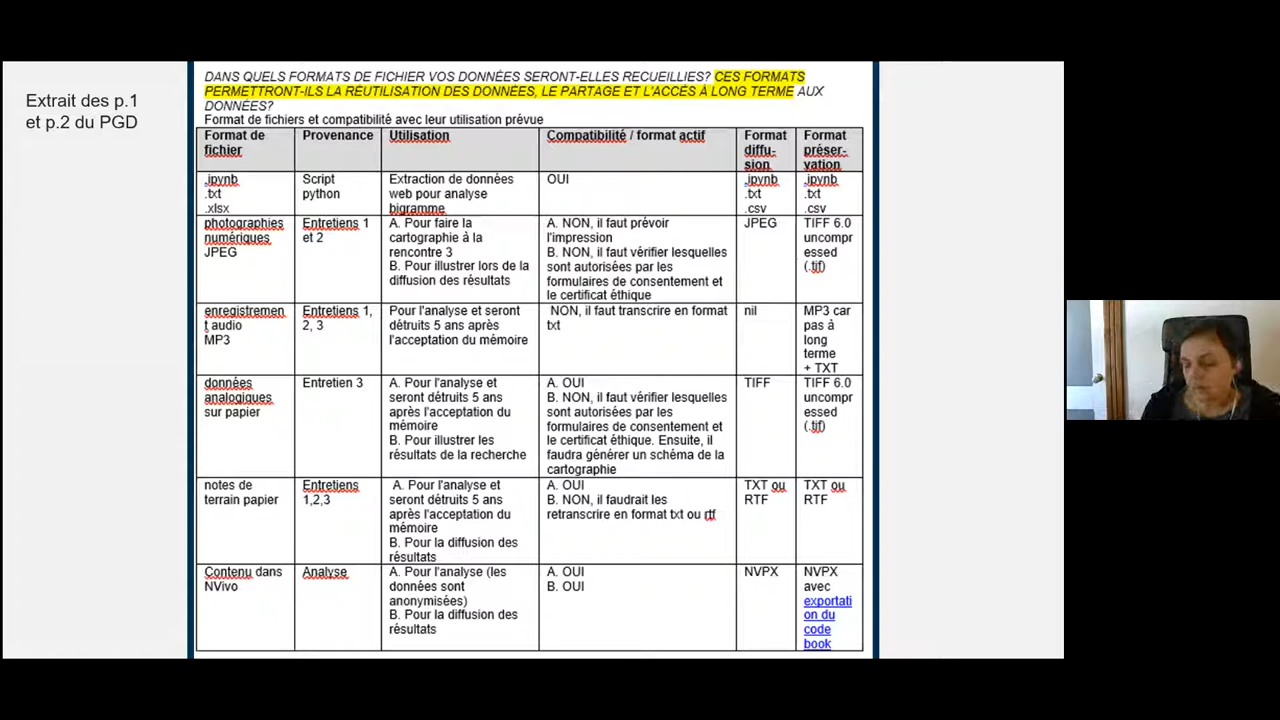 Extrait des p.1
et p.2 du PGD
DANS QUELS FORMATS DE FICHIER VOS DONNÉES SERONT-ELLES RECUEILLIES? CES FORMATS
PERMETTRONT-ILS LA RÉUTILISATION DES DONNÉES, LE PARTAGE ET L'ACCÈS À LONG TERME AUX
DONNÉES?
Format de fichiers et compatibilité avec leur utilisation prévue
Format de
fichier
Provenance
Utilisation
Compatibilité / format actif
Format
diffu-
sion
Format
préser-
vation
.ipynb
.txt
.xlsx
Script
python
Extraction de données
web pour analyse
bigramme
OUI
.ipynb
.txt
.csv
.ipynb
.txt
.csv
photographies
numériques
JPEG
Entretiens 1
et 2
A. Pour faire la
cartographie à la
rencontre 3
B. Pour illustrer lors de la
diffusion des résultats
A. NON, il faut prévoir
l'impression
B. NON, il faut vérifier lesquelles
sont autorisées par les
formulaires de consentement et
le certificat éthique
JPEG
TIFF 6.0
uncompr
essed
(.tif)
enregistremen
t audio
MP3
Entretiens 1,
2, 3
Pour l'analyse et seront
détruits 5 ans après
l'acceptation du mémoire
NON, il faut transcrire en format
txt
nil
MP3 car
pas à
long
terme
+ TXT
données
analogiques
sur papier
Entretien 3
A. Pour l'analyse et
seront détruits 5 ans
après l'acceptation du
mémoire
B. Pour illustrer les
résultats de la recherche
A. OUI
B. NON, il faut vérifier lesquelles
sont autorisées par les
formulaires de consentement et
le certificat éthique. Ensuite, il
faudra générer un schéma de la
cartographie
TIFF
TIFF 6.0
uncompr
essed
(.tif)
notes de
terrain papier
Entretiens
1,2,3
A. Pour l'analyse et
seront détruits 5 ans
après l'acceptation du
mémoire
B. Pour la diffusion des
résultats
A. OUI
B. NON, il faudrait les
retranscrire en format txt ou rtf
TXT ou
RTF
TXT ou
RTF
Contenu dans
NVivo
Analyse
A. Pour l'analyse (les
données sont
anonymisées)
B. Pour la diffusion des
résultats
A. OUI
B. OUI
NVPX
NVPX
avec
exportati
on du
code
book